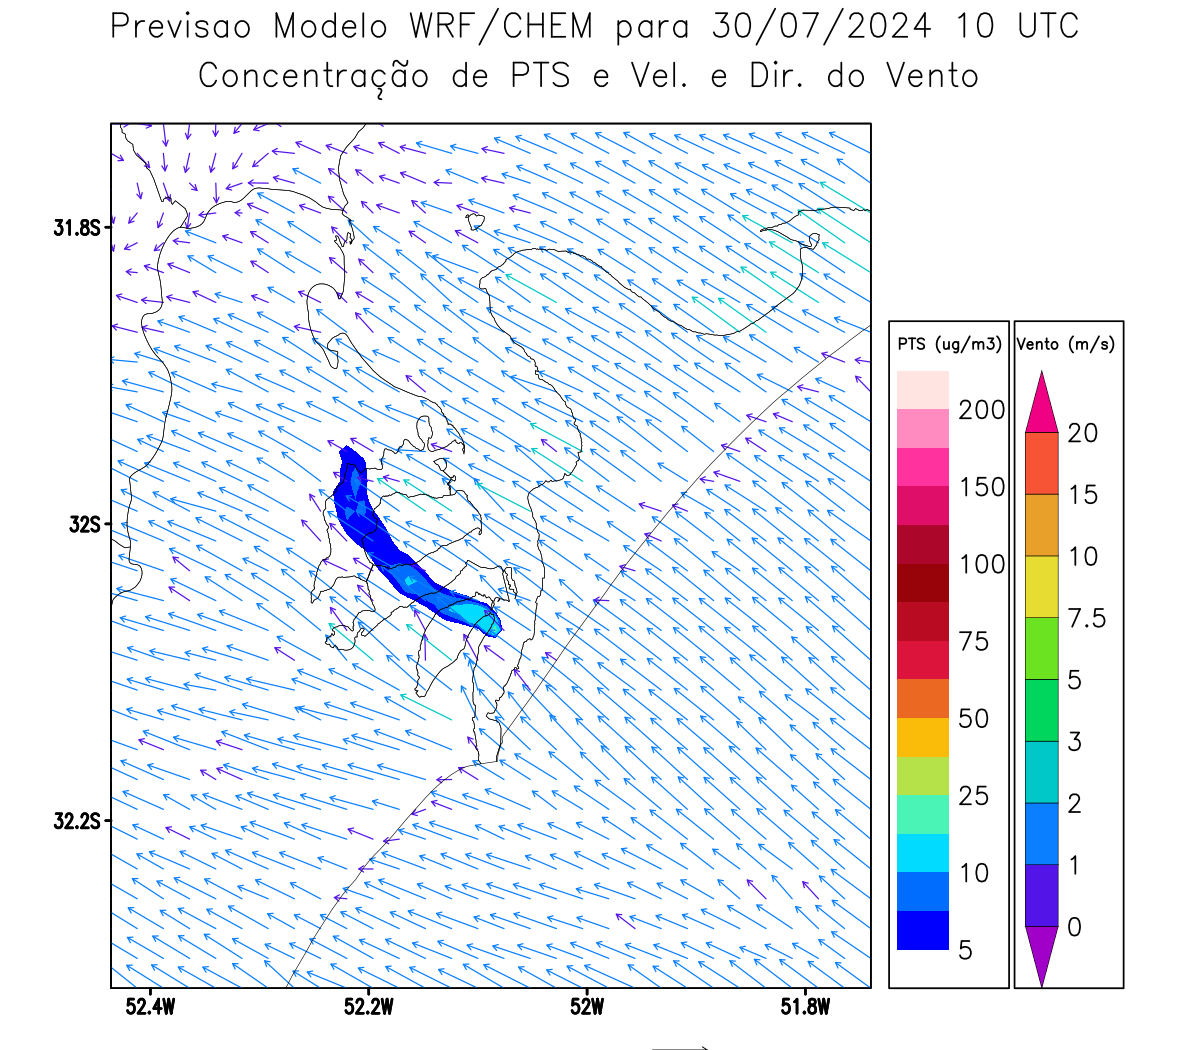 Previsao Modelo WRF/CHEM para 30/07/2024 10 UTC
Concentração de PTS e Vel. e Dir. do Vento
31.8S
32S
32.2S
52.4W
52.2W
52W
51.8W
PTS (ug/m3)
200
150
100
75
50
25
10
5
Vento (m/s)
20
15
10
7.5
5
3
2
1
0